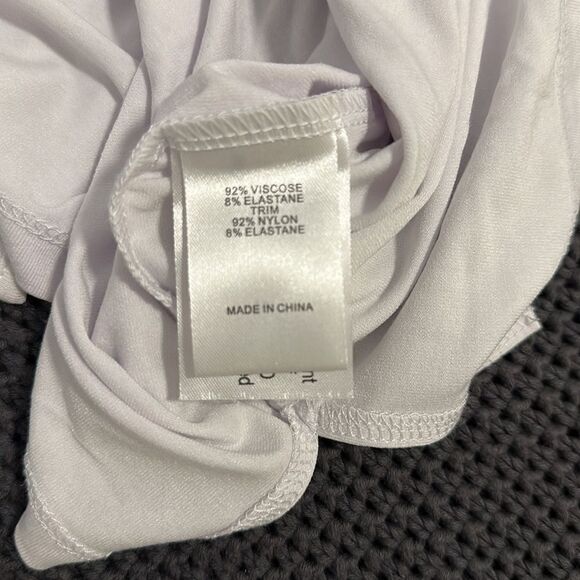 92% VISCOSE
8% ELASTANE
TRIM
92% NYLON
8% ELASTANE
MADE IN CHINA